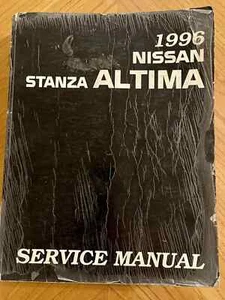 1996
NISSAN
STANZA ALTIMA
SERVICE MANUAL